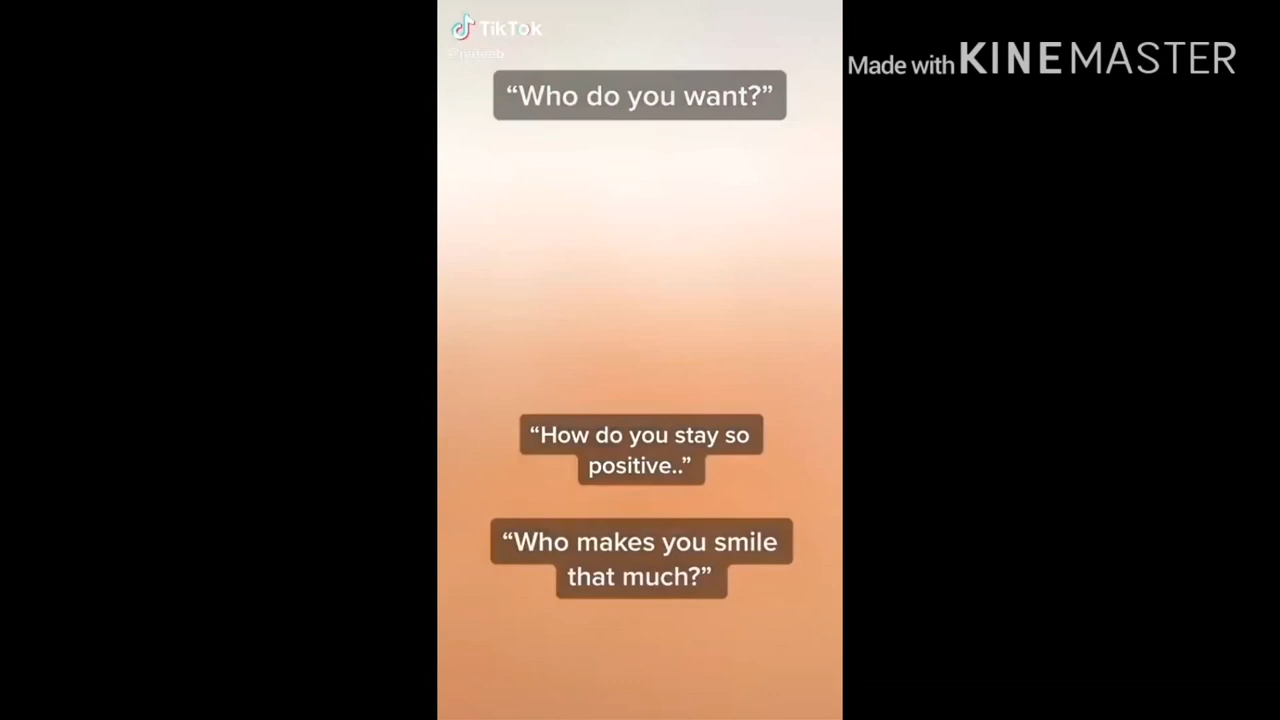 TikTok
Made with KINEMASTER
“Who do you want?”
“How do you stay so
positive..”
“Who makes you smile
that much?”